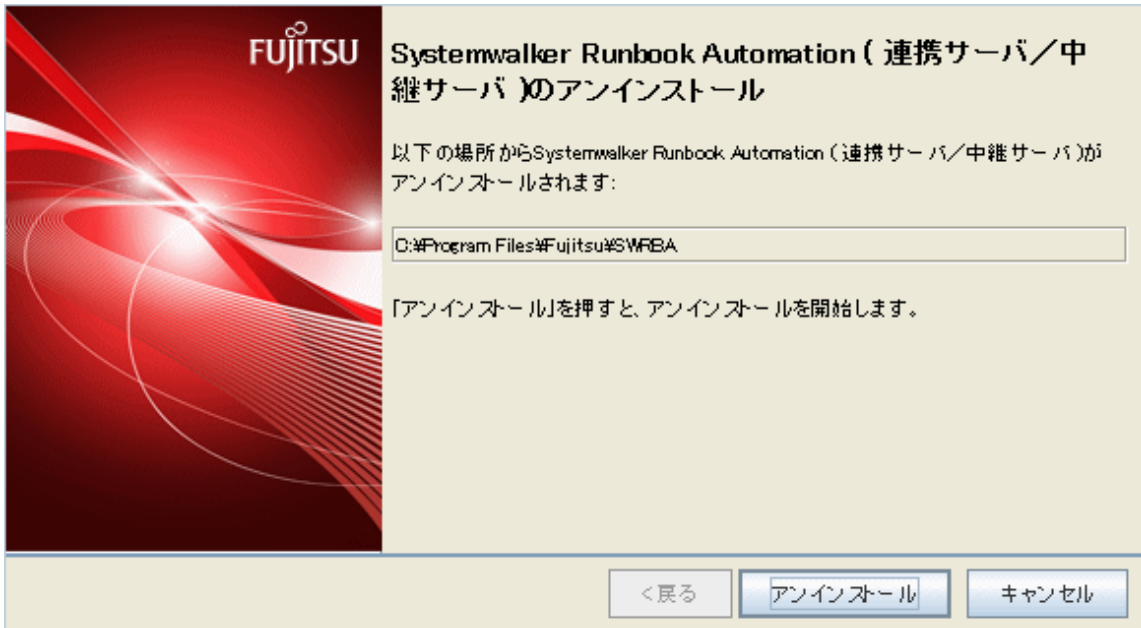 FUJITSU
Systemwalker Runbook Automation ( 連携サーバ／中
継サーバ )のアンインストール
以下の場所からSystemwalker Runbook Automation ( 連携サーバ／中継サーバ )が
アンインストールされます:
C:¥Program Files¥Fujitsu¥SWRBA
「アンインストール」を押すと、アンインストールを開始します。
<戻る
アンインストール
キャンセル